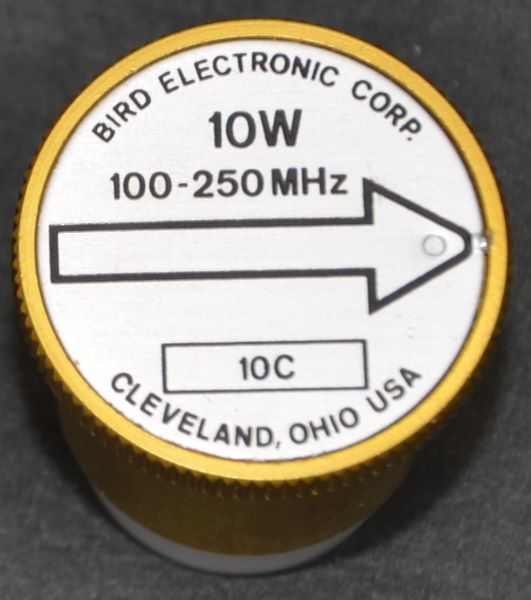 BIRD ELECTRONIC CORP.
10W
100-250MHz
10C
CLEVELAND, OHIO USA